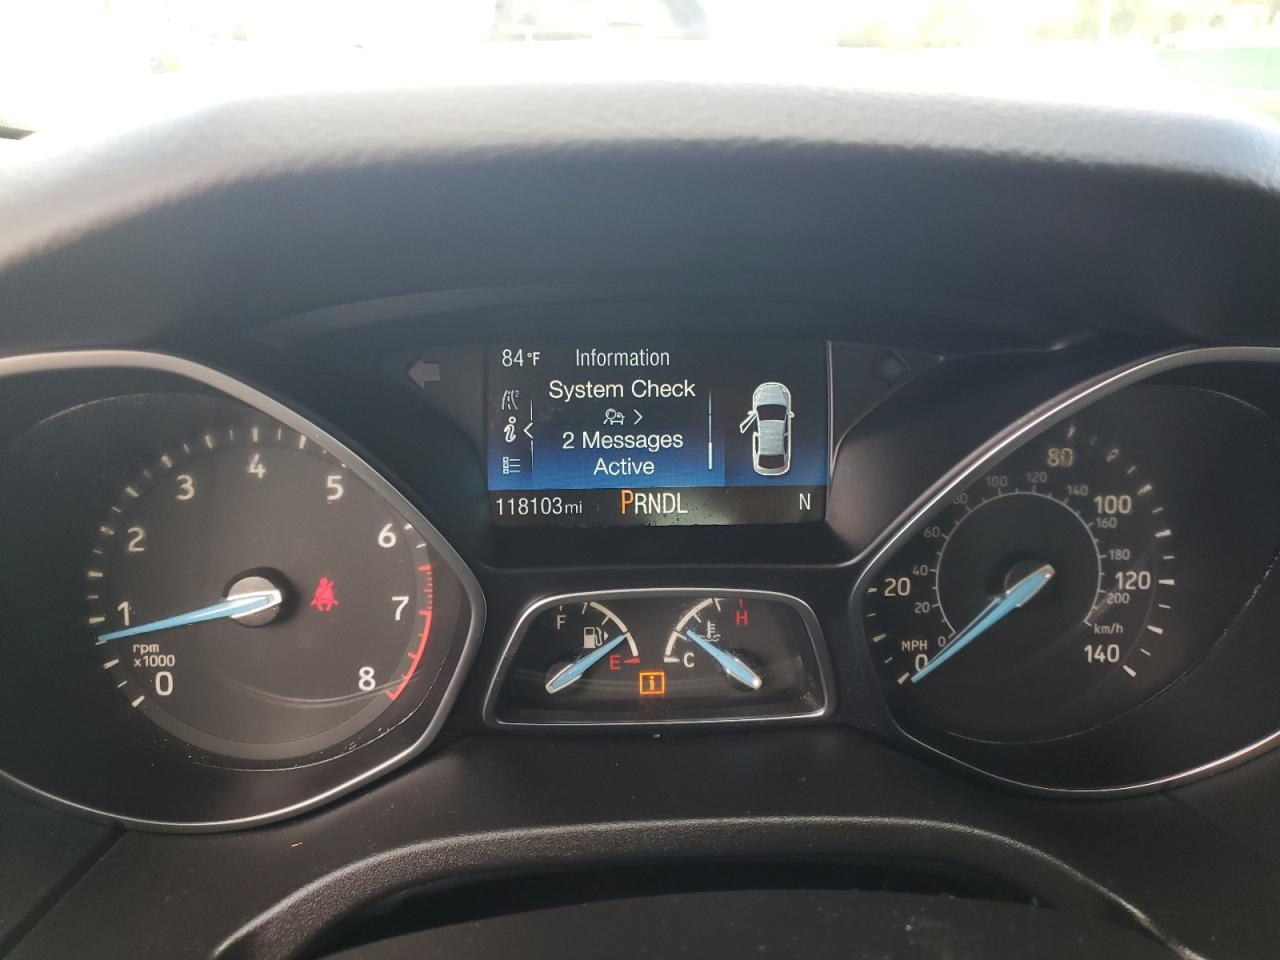 84°F Information
System Check
2 Messages
Active
118103mi PRNDL N
0 1 2 3 4 5 6 7 8
rpm
x1000
F E
C H
0 20 80 100 120 140
MPH
0 20 40 60 100 120 140 160 180 200
km/h